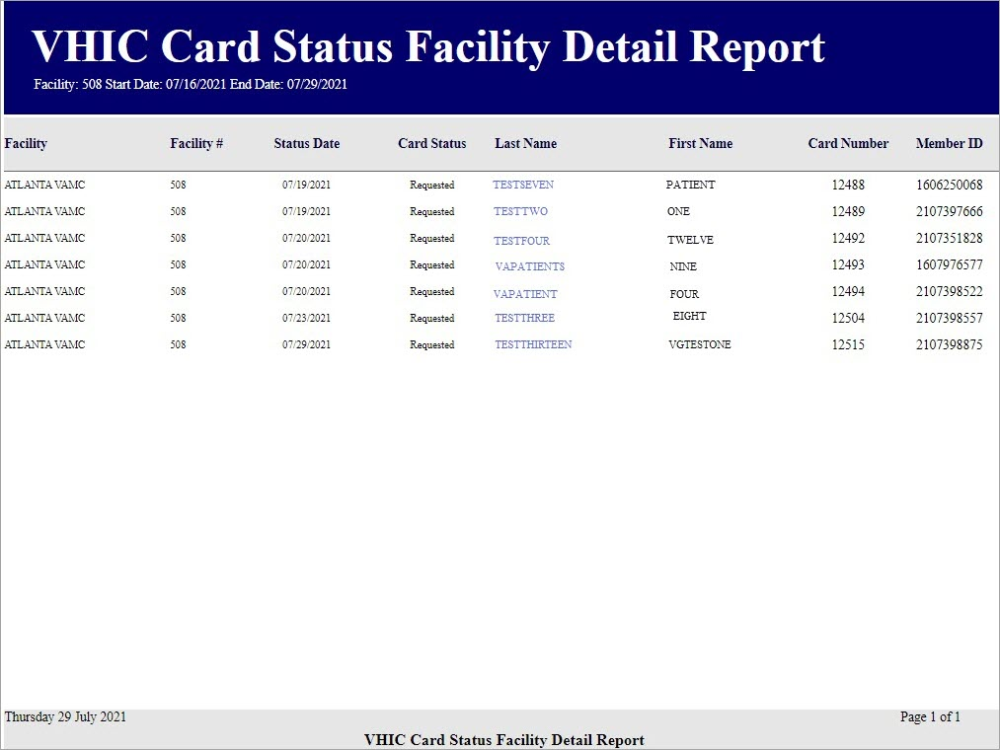 VHIC Card Status Facility Detail Report
Facility: 508 Start Date: 07/16/2021 End Date: 07/29/2021
Facility Facility # Status Date Card Status Last Name First Name Card Number Member ID
ATLANTA VAMC 508 07/19/2021 Requested TESTSEVEN PATIENT 12488 1606250068
ATLANTA VAMC 508 07/19/2021 Requested TESTTWO ONE 12489 2107397666
ATLANTA VAMC 508 07/20/2021 Requested TESTFOUR TWELVE 12492 2107351828
ATLANTA VAMC 508 07/20/2021 Requested VAPATIENTS NINE 12493 1607976577
ATLANTA VAMC 508 07/20/2021 Requested VAPATIENT FOUR 12494 2107398522
ATLANTA VAMC 508 07/23/2021 Requested TESTTHREE EIGHT 12504 2107398557
ATLANTA VAMC 508 07/29/2021 Requested TESTTHIRTEEN VGTESTONE 12515 2107398875
Thursday 29 July 2021 Page 1 of 1
VHIC Card Status Facility Detail Report